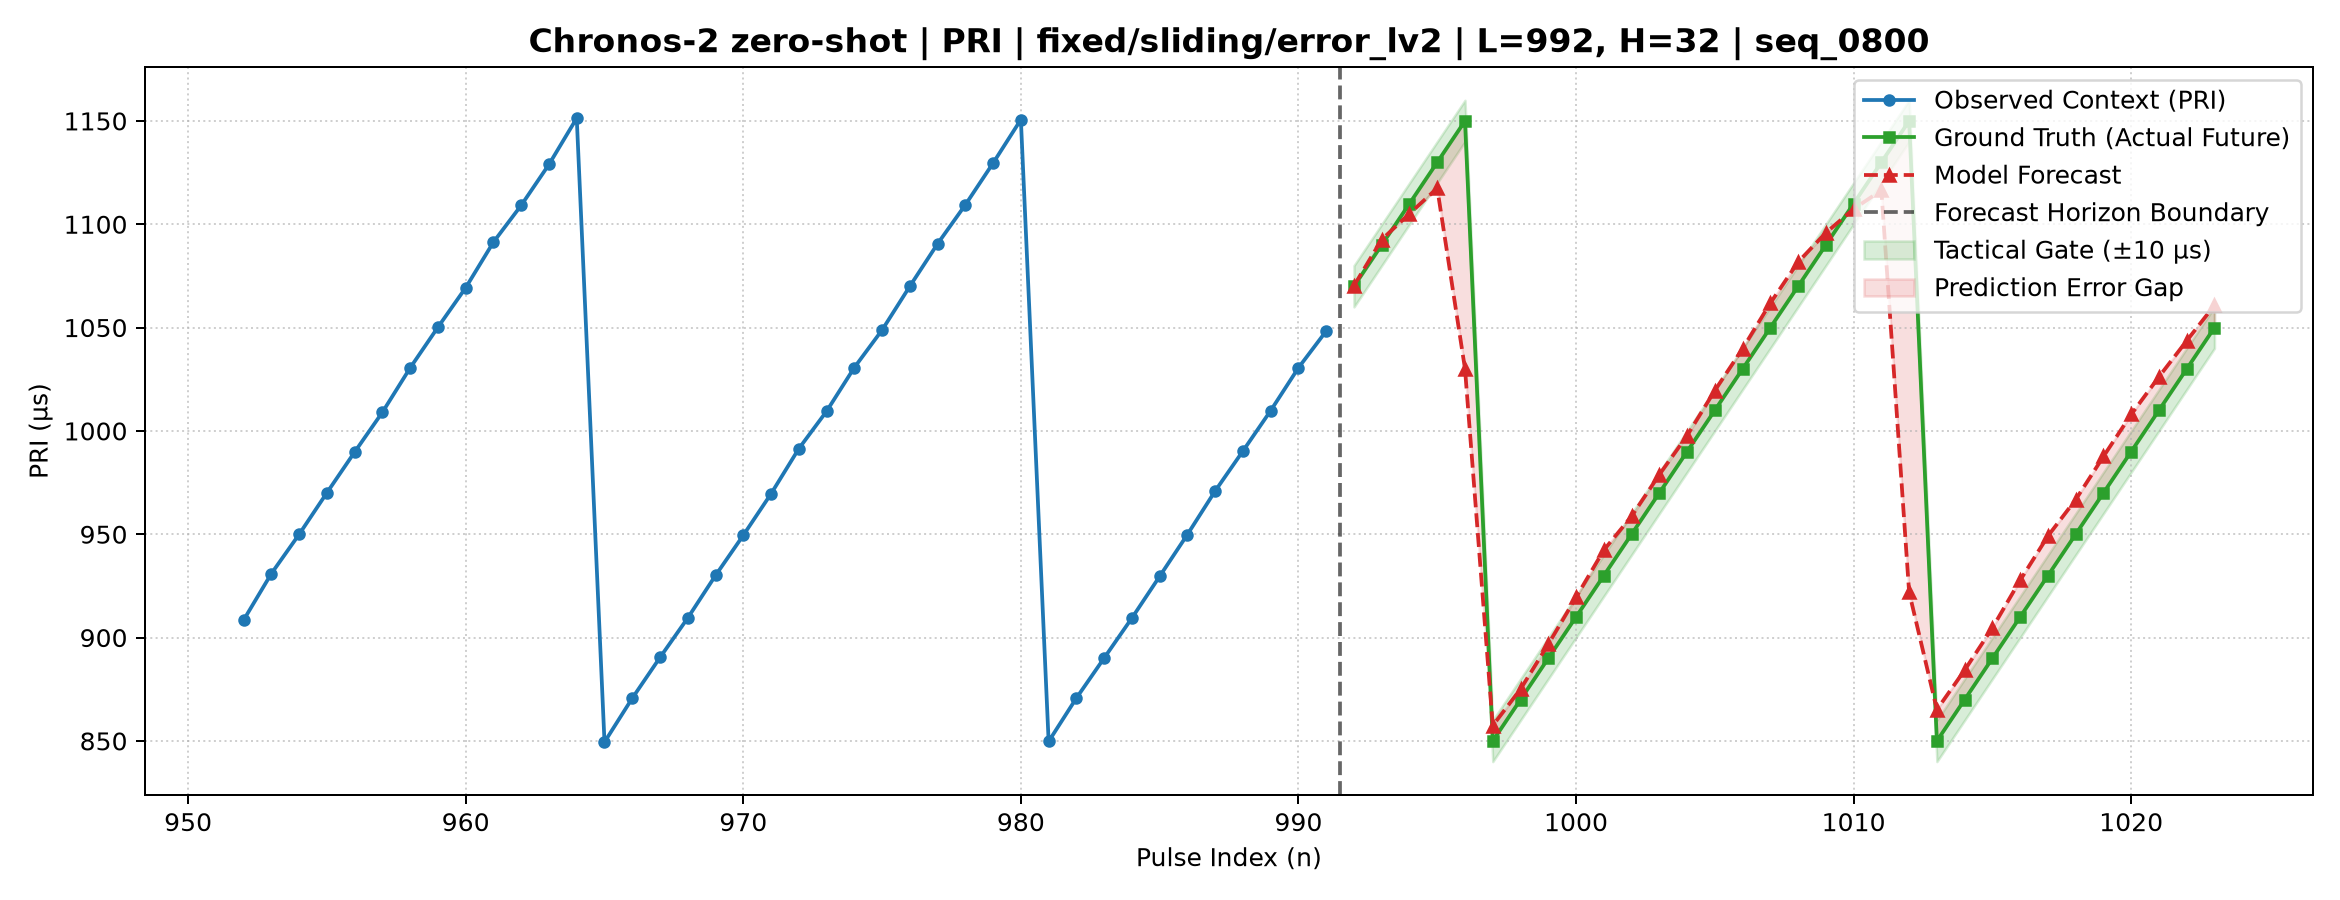 Chronos-2 zero-shot | PRI | fixed/sliding/error_lv2 | L=992, H=32 | seq_0800
Observed Context (PRI)
Ground Truth (Actual Future)
Model Forecast
Forecast Horizon Boundary
Tactical Gate (±10 µs)
Prediction Error Gap
PRI (µs)
1150
1100
1050
1000
950
900
850
950 960 970 980 990 1000 1010 1020
Pulse Index (n)